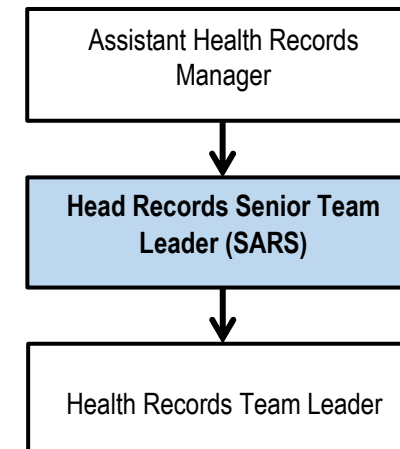 Assistant Health Records
Manager
Head Records Senior Team
Leader (SARS)
Health Records Team Leader